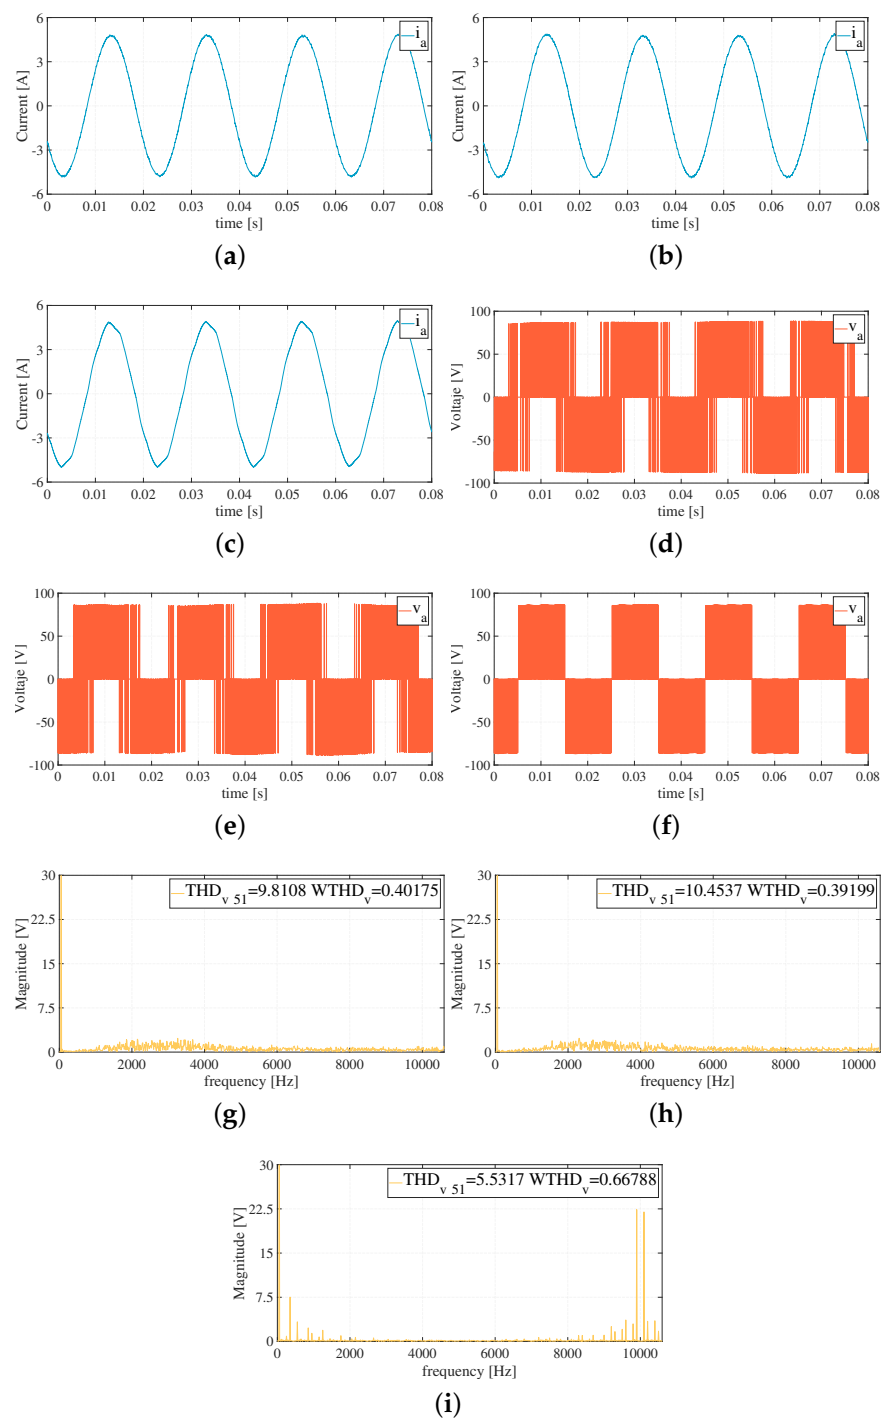 6
3
0
-3
-6
Current [A]
i a
0 0.01 0.02 0.03 0.04 0.05 0.06 0.07 0.08
time [s]
(a)
6
3
0
-3
-6
Current [A]
i a
0 0.01 0.02 0.03 0.04 0.05 0.06 0.07 0.08
time [s]
(b)
6
3
0
-3
-6
Current [A]
i a
0 0.01 0.02 0.03 0.04 0.05 0.06 0.07 0.08
time [s]
(c)
100
50
0
-50
-100
Voltaje [V]
v a
0 0.01 0.02 0.03 0.04 0.05 0.06 0.07 0.08
time [s]
(d)
100
50
0
-50
-100
Voltaje [V]
v a
0 0.01 0.02 0.03 0.04 0.05 0.06 0.07 0.08
time [s]
(e)
100
50
0
-50
-100
Voltaje [V]
v a
0 0.01 0.02 0.03 0.04 0.05 0.06 0.07 0.08
time [s]
(f)
30
22.5
15
7.5
0
Magnitude [V]
THD v 51=9.8108 WTHD v=0.40175
0 2000 4000 6000 8000 10000
frequency [Hz]
(g)
30
22.5
15
7.5
0
Magnitude [V]
THD v 51=10.4537 WTHD v=0.39199
0 2000 4000 6000 8000 10000
frequency [Hz]
(h)
30
22.5
15
7.5
0
Magnitude [V]
THD v 51=5.5317 WTHD v=0.66788
0 2000 4000 6000 8000 10000
frequency [Hz]
(i)